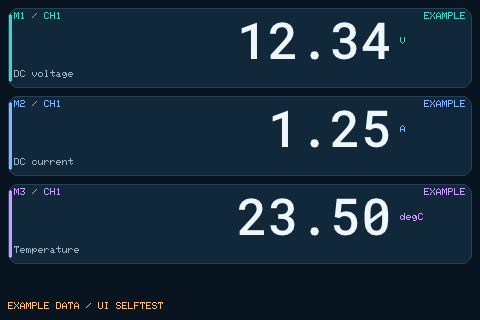 M1 / CH1 EXAMPLE
12.34 V
DC voltage
M2 / CH1 EXAMPLE
1.25 A
DC current
M3 / CH1 EXAMPLE
23.50 degC
Temperature
EXAMPLE DATA / UI SELFTEST